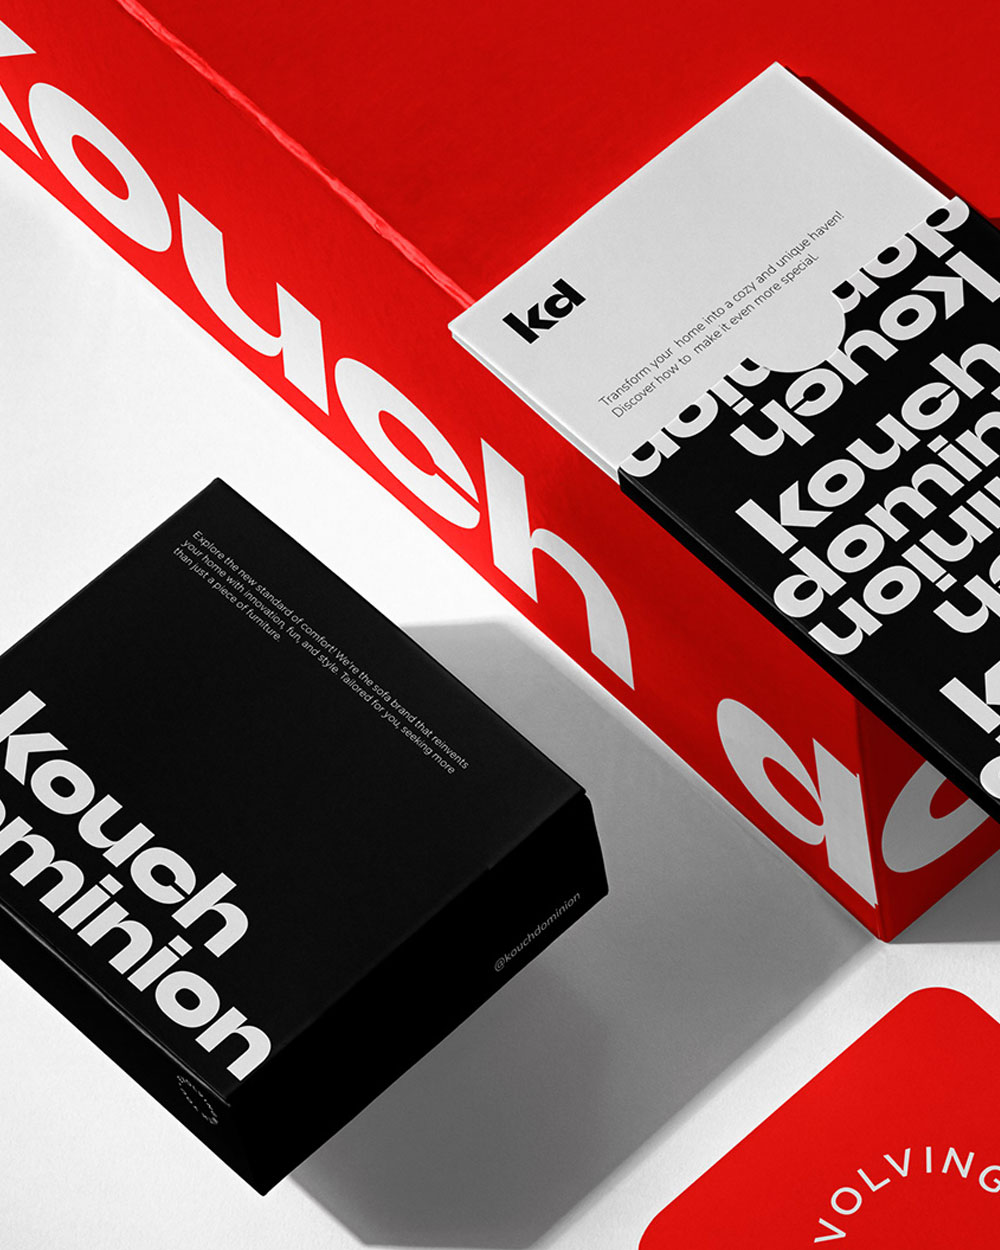 kouch
d
do
kd
Transform your home into a cozy and unique haven!
Discover how to make it even more special.
kouch
kouch
dominion
Explore the new standard of comfort! We're the sofa brand that reinvents
your home with innovation, fun, and style. Tailored for you, seeking more
than just a piece of furniture.
kouch
dominion
@kouchdominion
VOLVING